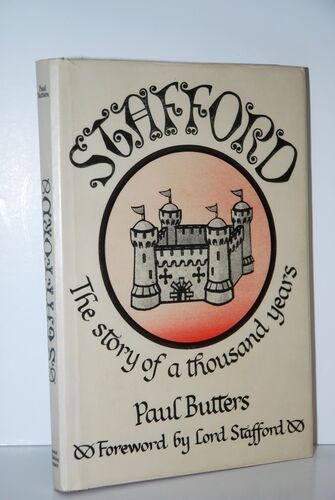 STAFFORD
The story of a thousand years
Paul Butters
Foreword by Lord Stafford
Paul
Butters
STAFFORD